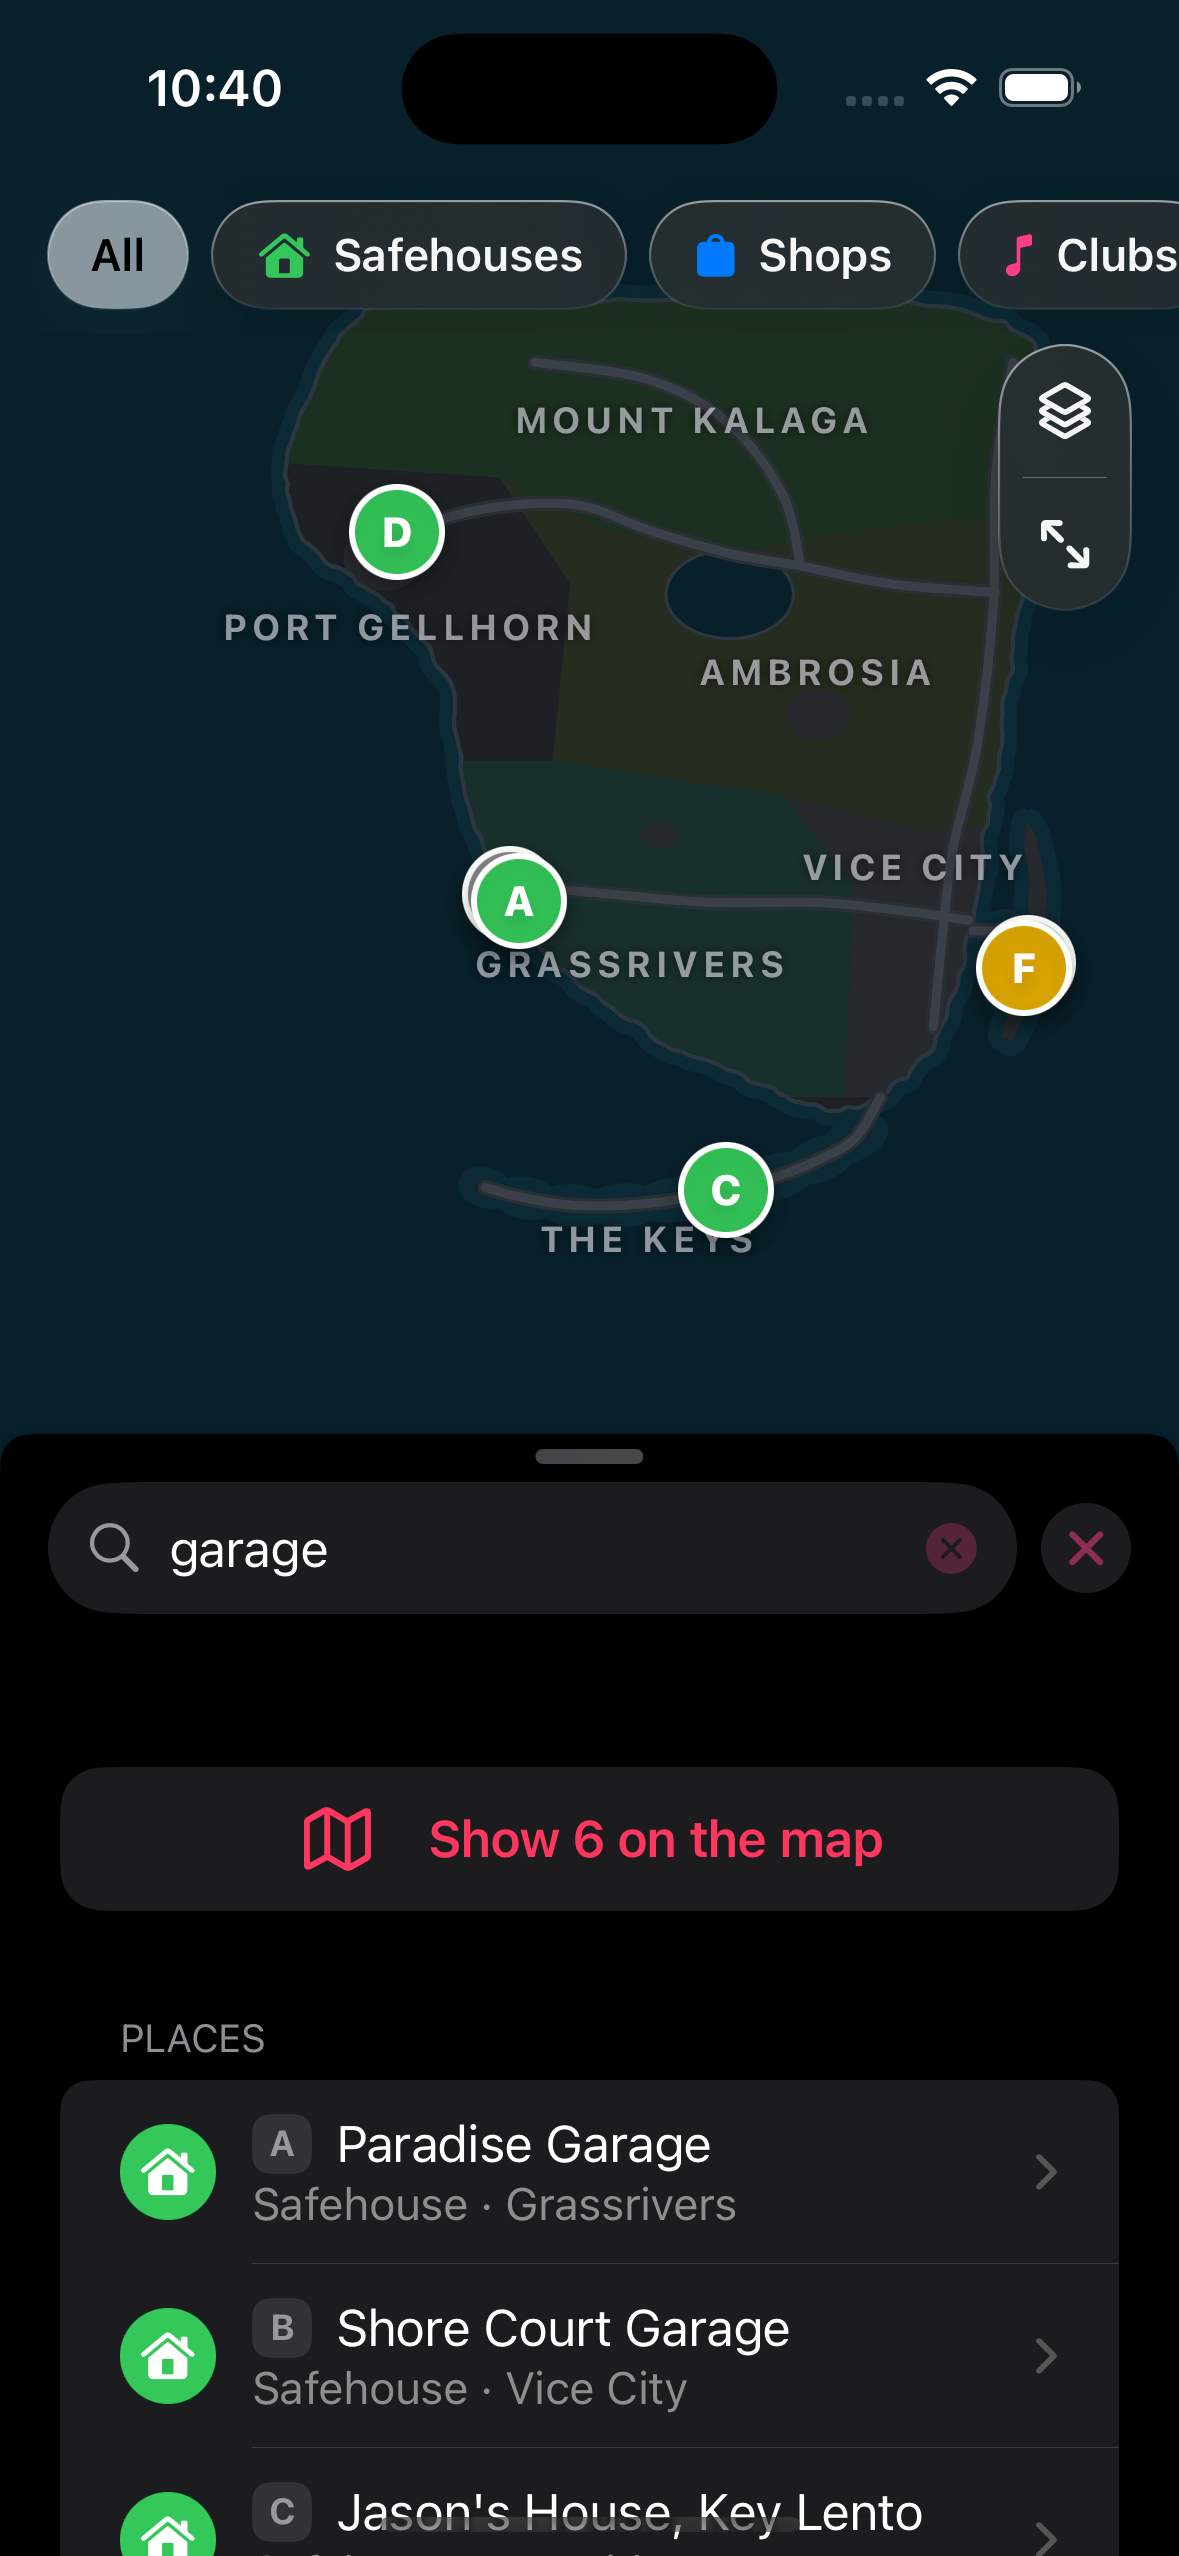 10:40
All
Safehouses
Shops
Clubs
MOUNT KALAGA
D
PORT GELLHORN
AMBROSIA
VICE CITY
A
GRASSRIVERS
F
C
THE KEYS
garage
Show 6 on the map
PLACES
A Paradise Garage
Safehouse · Grassrivers
B Shore Court Garage
Safehouse · Vice City
C Jason's House, Key Lento